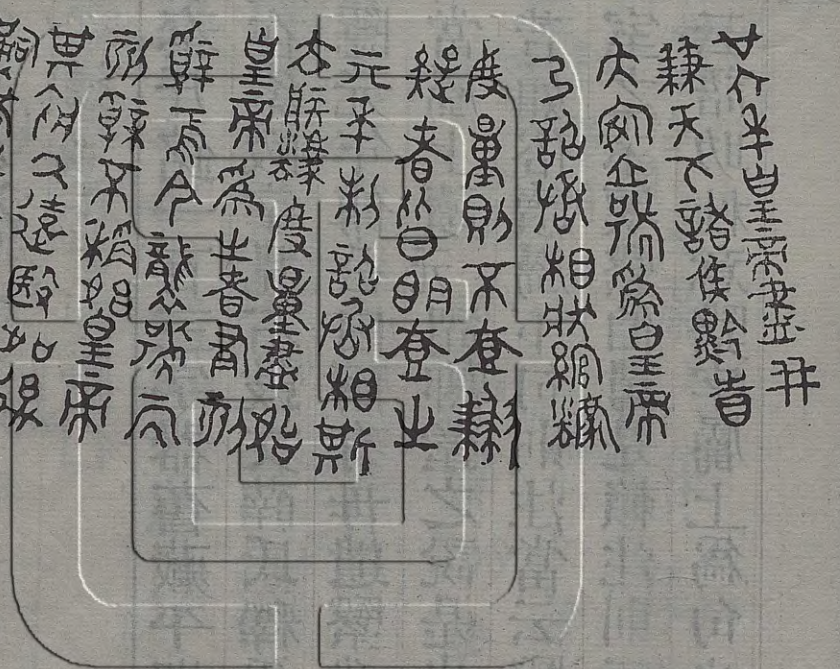 廿六年皇帝盡并
兼天下諸侯黔首
大安立號為皇帝
乃詔丞相狀綰灋
度量則不壹歉
疑者皆明壹之
元年制詔丞相斯
去疾灋度量盡始
皇帝為之皆有刻
辭焉今襲號而
刻辭不稱始皇帝
其於久遠殹如後
嗣